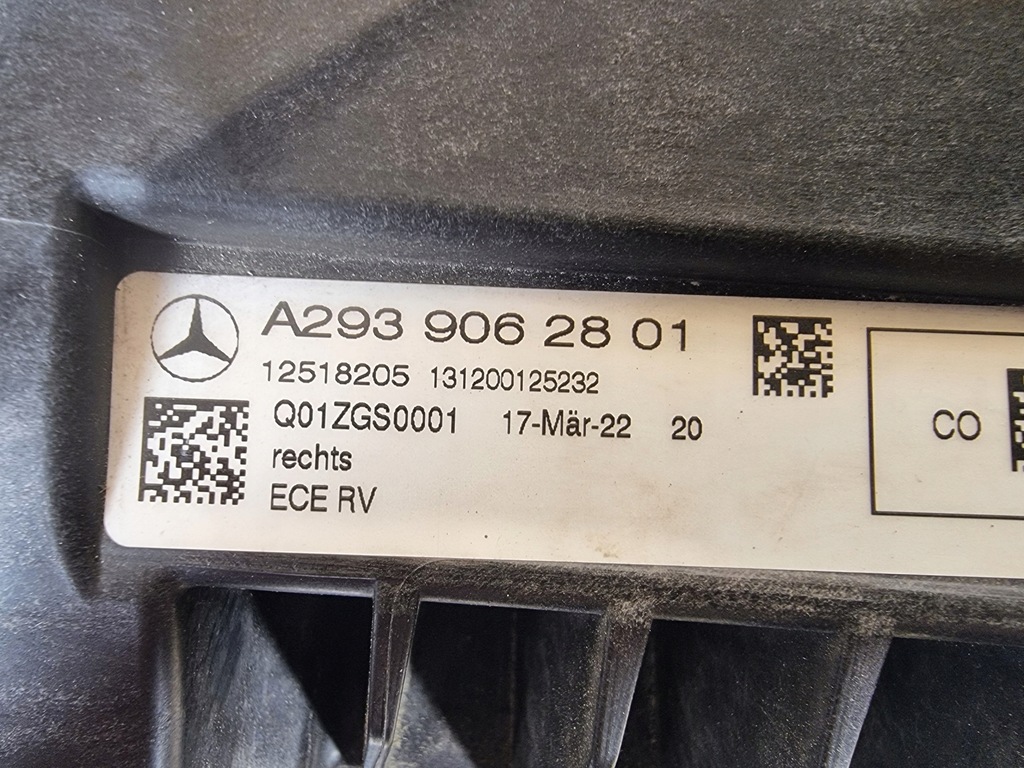 A293 906 28 01
12518205 131200125232
Q01ZGS0001 17-Mär-22 20
rechts
ECE RV
CO